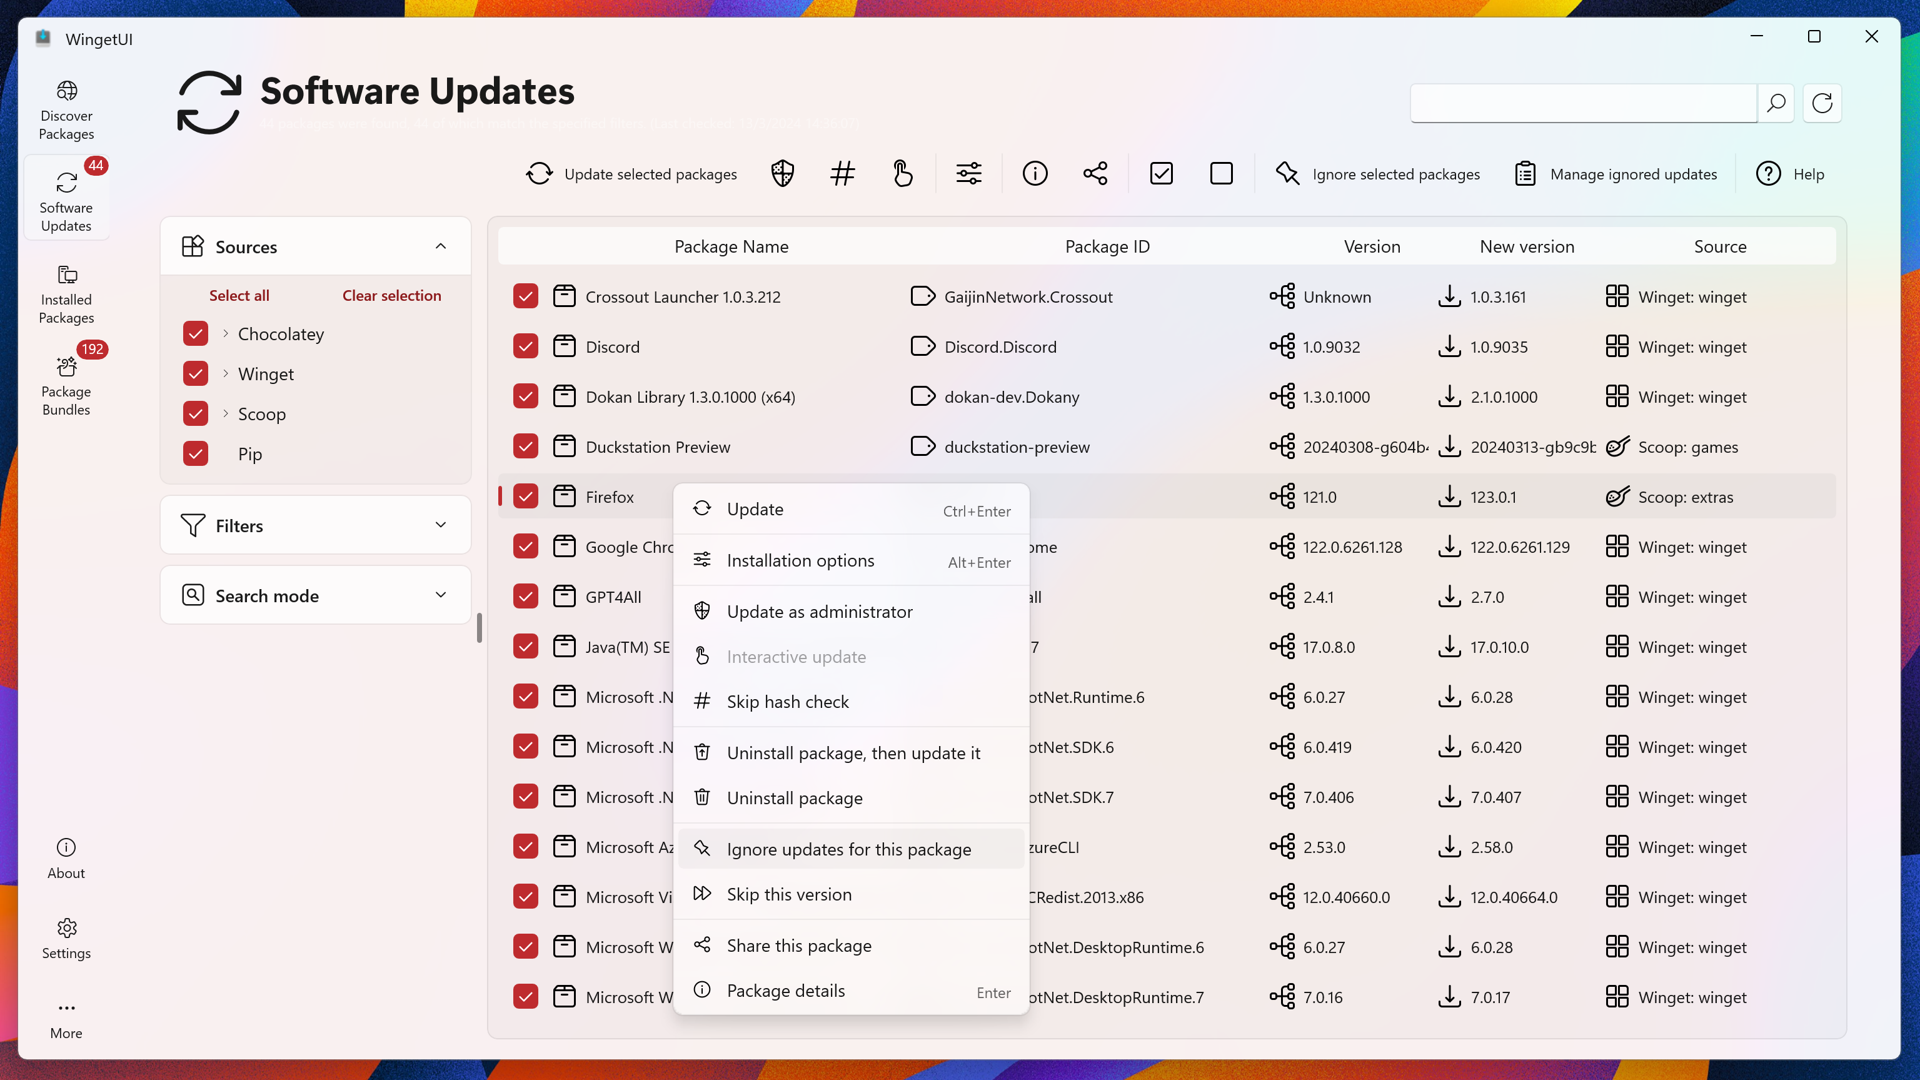 WingetUI
Software Updates
Discover
Packages
44
Software
Updates
Installed
Packages
192
Package
Bundles
About
Settings
More
Update selected packages
Ignore selected packages
Manage ignored updates
Help
Sources
Select all
Clear selection
Chocolatey
Winget
Scoop
Pip
Filters
Search mode
Package Name Package ID Version New version Source
Crossout Launcher 1.0.3.212 GaijinNetwork.Crossout Unknown 1.0.3.161 Winget: winget
Discord Discord.Discord 1.0.9032 1.0.9035 Winget: winget
Dokan Library 1.3.0.1000 (x64) dokan-dev.Dokany 1.3.0.1000 2.1.0.1000 Winget: winget
Duckstation Preview duckstation-preview 20240308-g604b 20240313-gb9c9b Scoop: games
Firefox 121.0 123.0.1 Scoop: extras
Google Chro ome 122.0.6261.128 122.0.6261.129 Winget: winget
GPT4All all 2.4.1 2.7.0 Winget: winget
Java(TM) SE 7 17.0.8.0 17.0.10.0 Winget: winget
Microsoft .N otNet.Runtime.6 6.0.27 6.0.28 Winget: winget
Microsoft .N otNet.SDK.6 6.0.419 6.0.420 Winget: winget
Microsoft .N otNet.SDK.7 7.0.406 7.0.407 Winget: winget
Microsoft Az zureCLI 2.53.0 2.58.0 Winget: winget
Microsoft Vi CRedist.2013.x86 12.0.40660.0 12.0.40664.0 Winget: winget
Microsoft W otNet.DesktopRuntime.6 6.0.27 6.0.28 Winget: winget
Microsoft W otNet.DesktopRuntime.7 7.0.16 7.0.17 Winget: winget
Update Ctrl+Enter
Installation options Alt+Enter
Update as administrator
Interactive update
Skip hash check
Uninstall package, then update it
Uninstall package
Ignore updates for this package
Skip this version
Share this package
Package details Enter